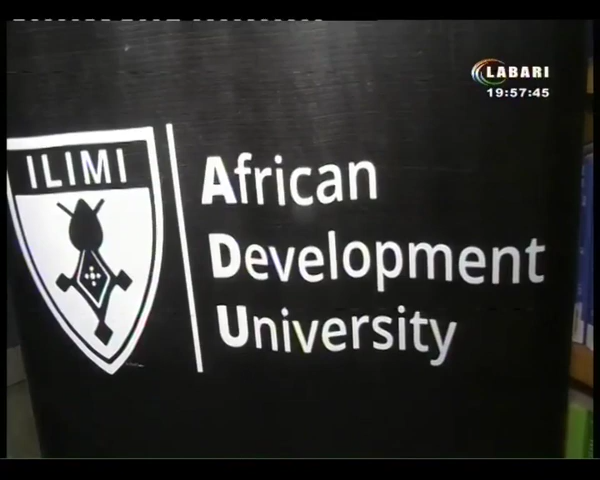 LABARI
19:57:45
ILIMI
African
Development
University